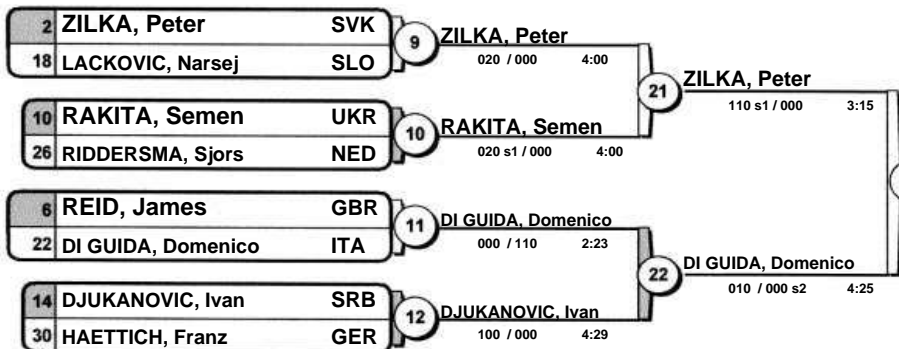 2 ZILKA, Peter SVK
18 LACKOVIC, Narsej SLO
9
ZILKA, Peter
020 / 000 4:00
10 RAKITA, Semen UKR
26 RIDDERSMA, Sjors NED
10
RAKITA, Semen
020 s1 / 000 4:00
21
ZILKA, Peter
110 s1 / 000 3:15
6 REID, James GBR
22 DI GUIDA, Domenico ITA
11
DI GUIDA, Domenico
000 / 110 2:23
14 DJUKANOVIC, Ivan SRB
30 HAETTICH, Franz GER
12
DJUKANOVIC, Ivan
100 / 000 4:29
22
DI GUIDA, Domenico
010 / 000 s2 4:25